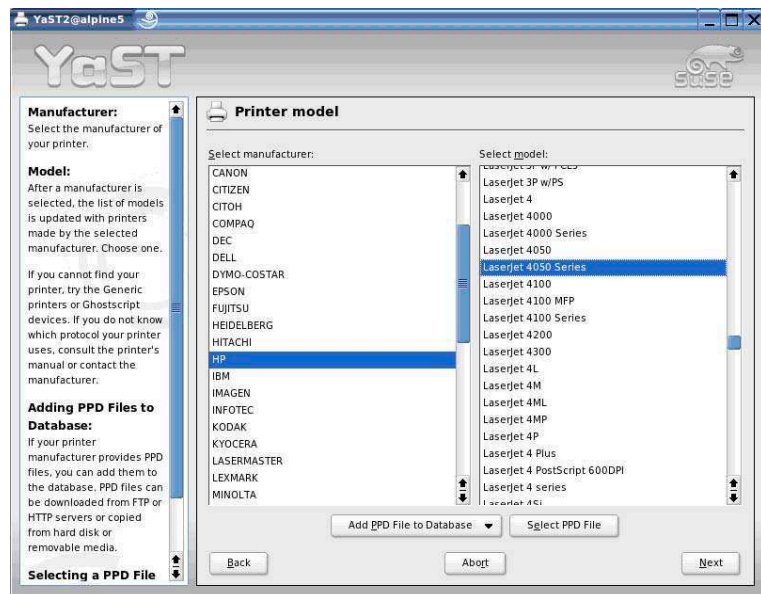 YaST2@alpine5
YaST
SUSE
Manufacturer:
Select the manufacturer of
your printer.
Model:
After a manufacturer is
selected, the list of models
is updated with printers
made by the selected
manufacturer. Choose one.
If you cannot find your
printer, try the Generic
printers or Ghostscript
devices. If you do not know
which protocol your printer
uses, consult the printer's
manual or contact the
manufacturer.
Adding PPD Files to
Database:
If your printer
manufacturer provides PPD
files, you can add them to
the database. PPD files can
be downloaded from FTP or
HTTP servers or copied
from hard disk or
removable media.
Selecting a PPD File
Printer model
Select manufacturer:
CANON
CITIZEN
CITOH
COMPAQ
DEC
DELL
DYMO-COSTAR
EPSON
FUJITSU
HEIDELBERG
HITACHI
HP
IBM
IMAGEN
INFOTEC
KODAK
KYOCERA
LASERMASTER
LEXMARK
MINOLTA
Select model:
LaserJet 3P w/PCL5
LaserJet 3P w/PS
LaserJet 4
LaserJet 4000
LaserJet 4000 Series
LaserJet 4050
LaserJet 4050 Series
LaserJet 4100
LaserJet 4100 MFP
LaserJet 4100 Series
LaserJet 4200
LaserJet 4300
LaserJet 4L
LaserJet 4M
LaserJet 4ML
LaserJet 4MP
LaserJet 4P
LaserJet 4 Plus
LaserJet 4 PostScript 600DPI
LaserJet 4 series
LaserJet 4Si
Add PPD File to Database
Select PPD File
Back
Abort
Next